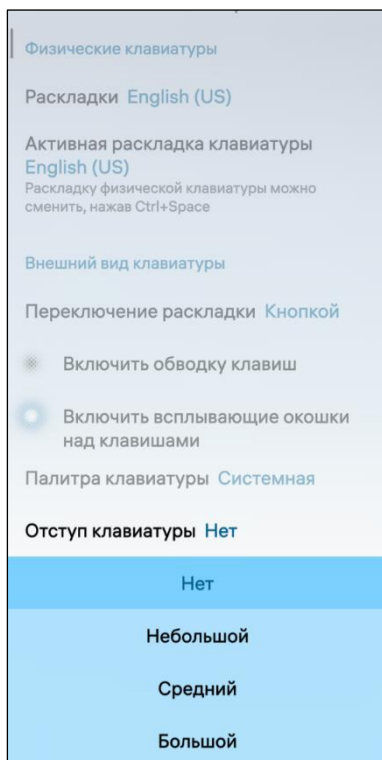 Физические клавиатуры
Раскладки English (US)
Активная раскладка клавиатуры
English (US)
Раскладку физической клавиатуры можно
сменить, нажав Ctrl+Space
Внешний вид клавиатуры
Переключение раскладки Кнопкой
Включить обводку клавиш
Включить всплывающие окошки
над клавишами
Палитра клавиатуры Системная
Отступ клавиатуры Нет
Нет
Небольшой
Средний
Большой